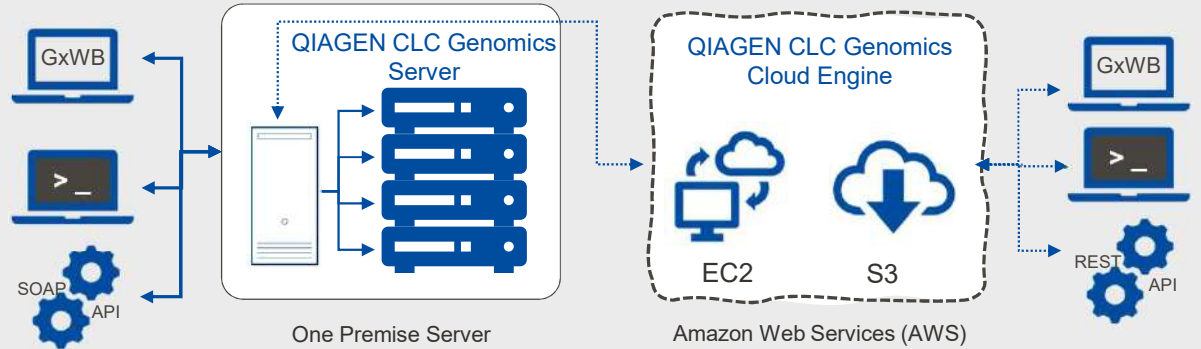 GxWB
> _
SOAP
API
QIAGEN CLC Genomics
Server
One Premise Server
QIAGEN CLC Genomics
Cloud Engine
EC2
S3
Amazon Web Services (AWS)
GxWB
> _
REST
API